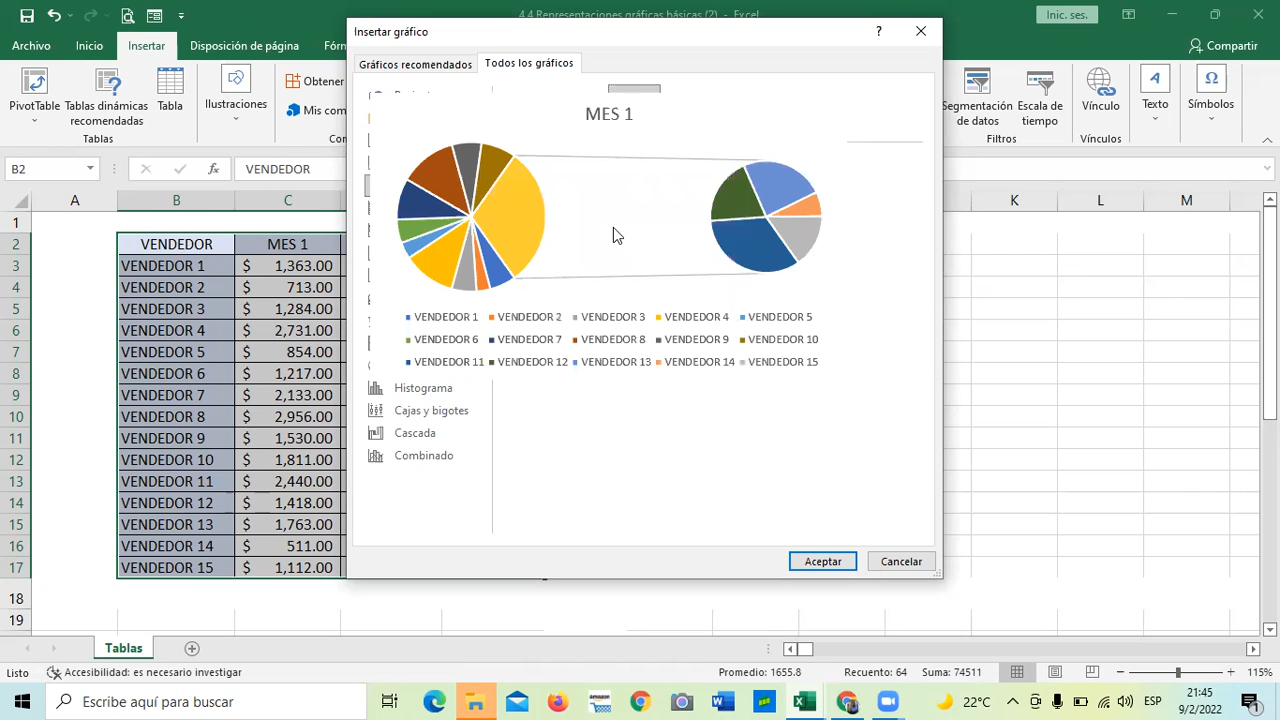 4.4 Representaciones gráficas básicas (2) - Excel
Inic. ses.
Insertar gráfico
?
Archivo
Inicio
Insertar
Disposición de página
Compartir
Gráficos recomendados
Todos los gráficos
PivotTable
Tablas dinámicas recomendadas
Tabla
Ilustraciones
Obtener
Mis com
Tablas
Segmentación de datos
Escala de tiempo
Vínculo
Texto
Símbolos
Filtros
Vínculos
B2
fx
VENDEDOR
A B C K L M
1
2 VENDEDOR MES 1
3 VENDEDOR 1 $ 1,363.00
4 VENDEDOR 2 $ 713.00
5 VENDEDOR 3 $ 1,284.00
6 VENDEDOR 4 $ 2,731.00
7 VENDEDOR 5 $ 854.00
8 VENDEDOR 6 $ 1,217.00
9 VENDEDOR 7 $ 2,133.00
10 VENDEDOR 8 $ 2,956.00
11 VENDEDOR 9 $ 1,530.00
12 VENDEDOR 10 $ 1,811.00
13 VENDEDOR 11 $ 2,440.00
14 VENDEDOR 12 $ 1,418.00
15 VENDEDOR 13 $ 1,763.00
16 VENDEDOR 14 $ 511.00
17 VENDEDOR 15 $ 1,112.00
18
19
MES 1
VENDEDOR 1 VENDEDOR 2 VENDEDOR 3 VENDEDOR 4 VENDEDOR 5
VENDEDOR 6 VENDEDOR 7 VENDEDOR 8 VENDEDOR 9 VENDEDOR 10
VENDEDOR 11 VENDEDOR 12 VENDEDOR 13 VENDEDOR 14 VENDEDOR 15
Histograma
Cajas y bigotes
Cascada
Combinado
Aceptar
Cancelar
Tablas
Listo
Accesibilidad: es necesario investigar
Promedio: 1655.8
Recuento: 64
Suma: 74511
115%
Escribe aquí para buscar
22°C
ESP
21:45
9/2/2022
1